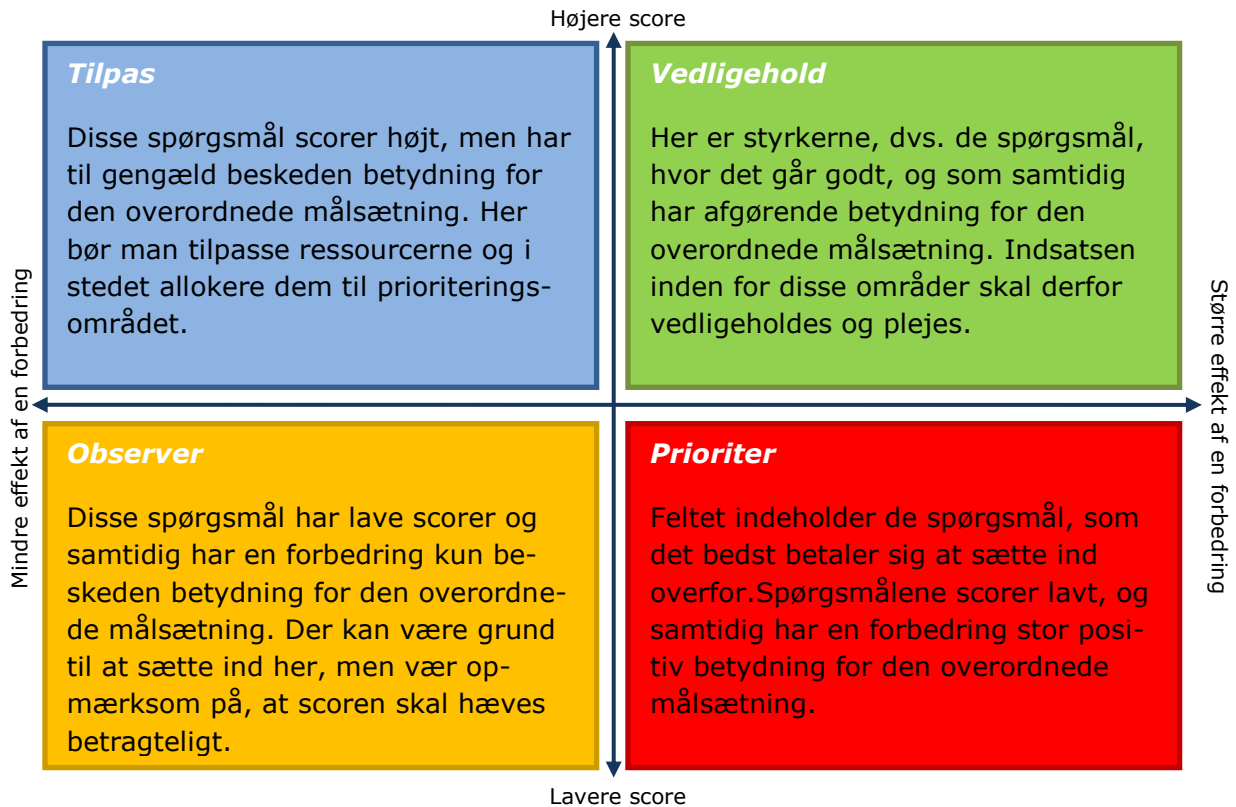 Højere score
Tilpas
Disse spørgsmål scorer højt, men har
til gengæld beskeden betydning for
den overordnede målsætning. Her
bør man tilpasse ressourcerne og i
stedet allokere dem til prioriterings-
området.
Vedligehold
Her er styrkerne, dvs. de spørgsmål,
hvor det går godt, og som samtidig
har afgørende betydning for den
overordnede målsætning. Indsatsen
inden for disse områder skal derfor
vedligeholdes og plejes.
Mindre effekt af en forbedring
Større effekt af en forbedring
Observer
Disse spørgsmål har lave scorer og
samtidig har en forbedring kun be-
skeden betydning for den overordne-
de målsætning. Der kan være grund
til at sætte ind her, men vær op-
mærksom på, at scoren skal hæves
betragteligt.
Prioriter
Feltet indeholder de spørgsmål, som
det bedst betaler sig at sætte ind
overfor.Spørgsmålene scorer lavt, og
samtidig har en forbedring stor posi-
tiv betydning for den overordnede
målsætning.
Lavere score